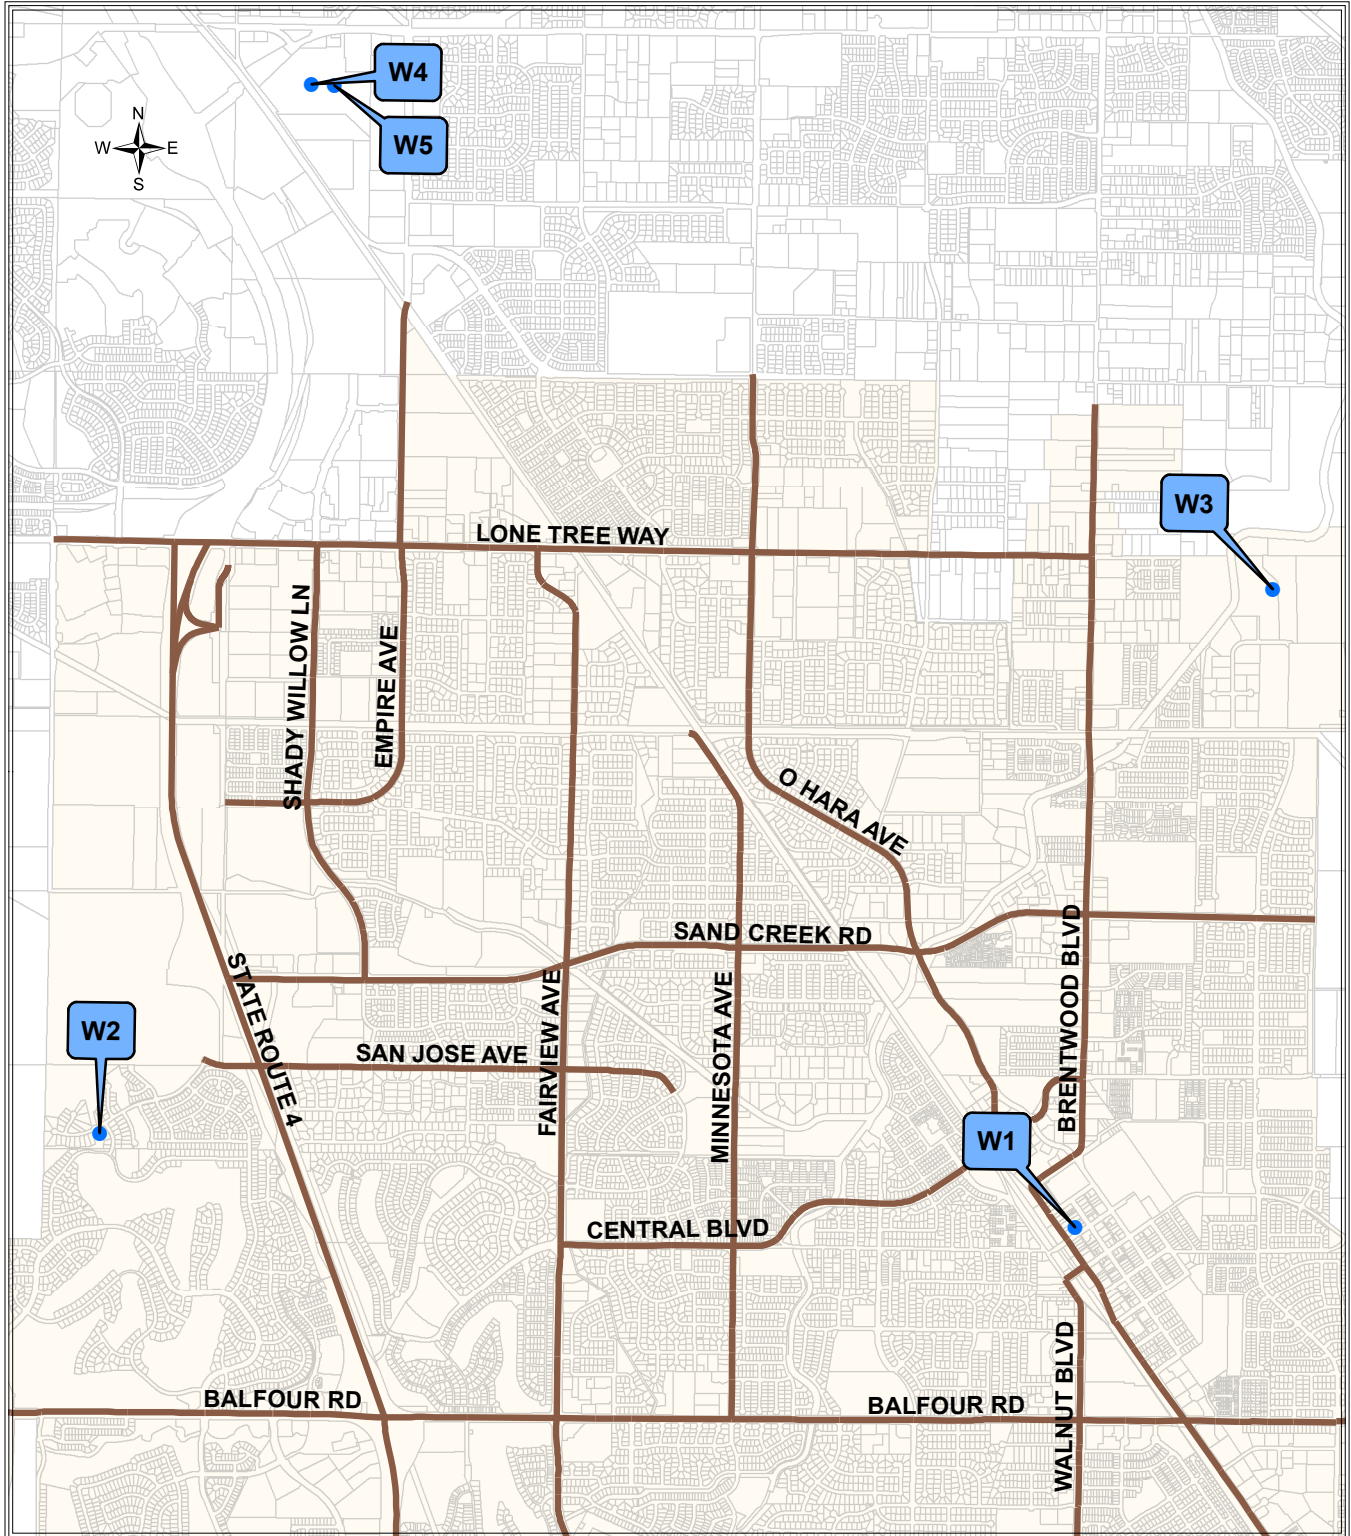 W4
W5
N
W E
S
W3
LONE TREE WAY
SHADY WILLOW LN
EMPIRE AVE
O HARA AVE
SAND CREEK RD
BRENTWOOD BLVD
STATE ROUTE 4
FAIRVIEW AVE
MINNESOTA AVE
W2
SAN JOSE AVE
W1
CENTRAL BLVD
WALNUT BLVD
BALFOUR RD
BALFOUR RD